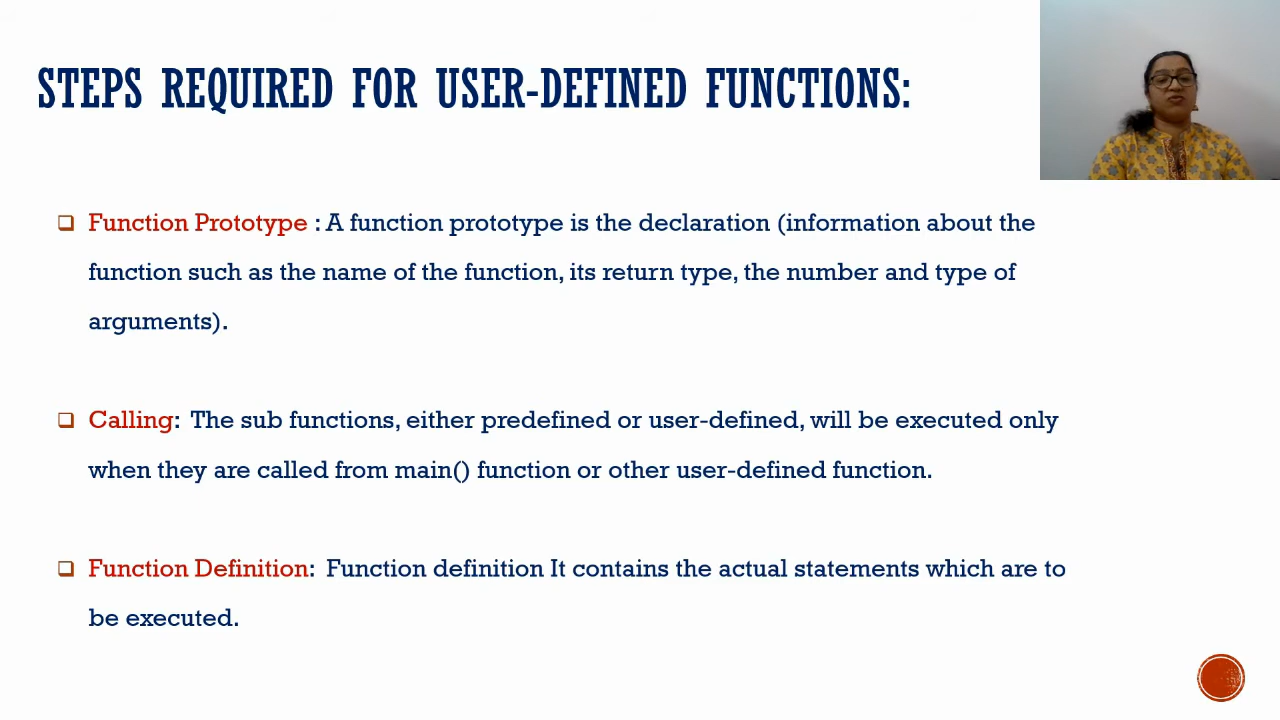 STEPS REQUIRED FOR USER-DEFINED FUNCTIONS:
Function Prototype : A function prototype is the declaration (information about the
function such as the name of the function, its return type, the number and type of
arguments).
Calling: The sub functions, either predefined or user-defined, will be executed only
when they are called from main() function or other user-defined function.
Function Definition: Function definition It contains the actual statements which are to
be executed.